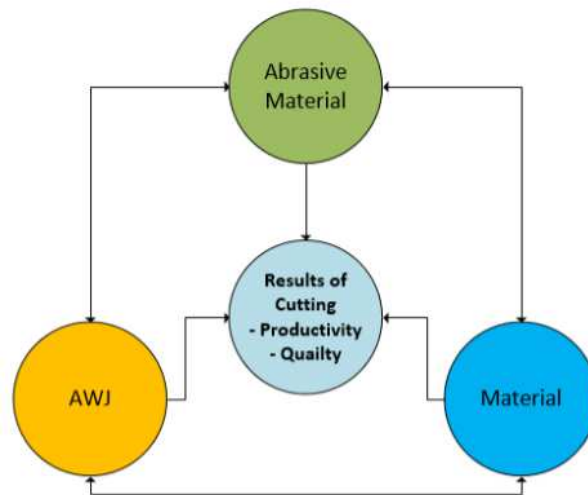 Abrasive
Material
Results of
Cutting
- Productivity
- Quailty
AWJ
Material